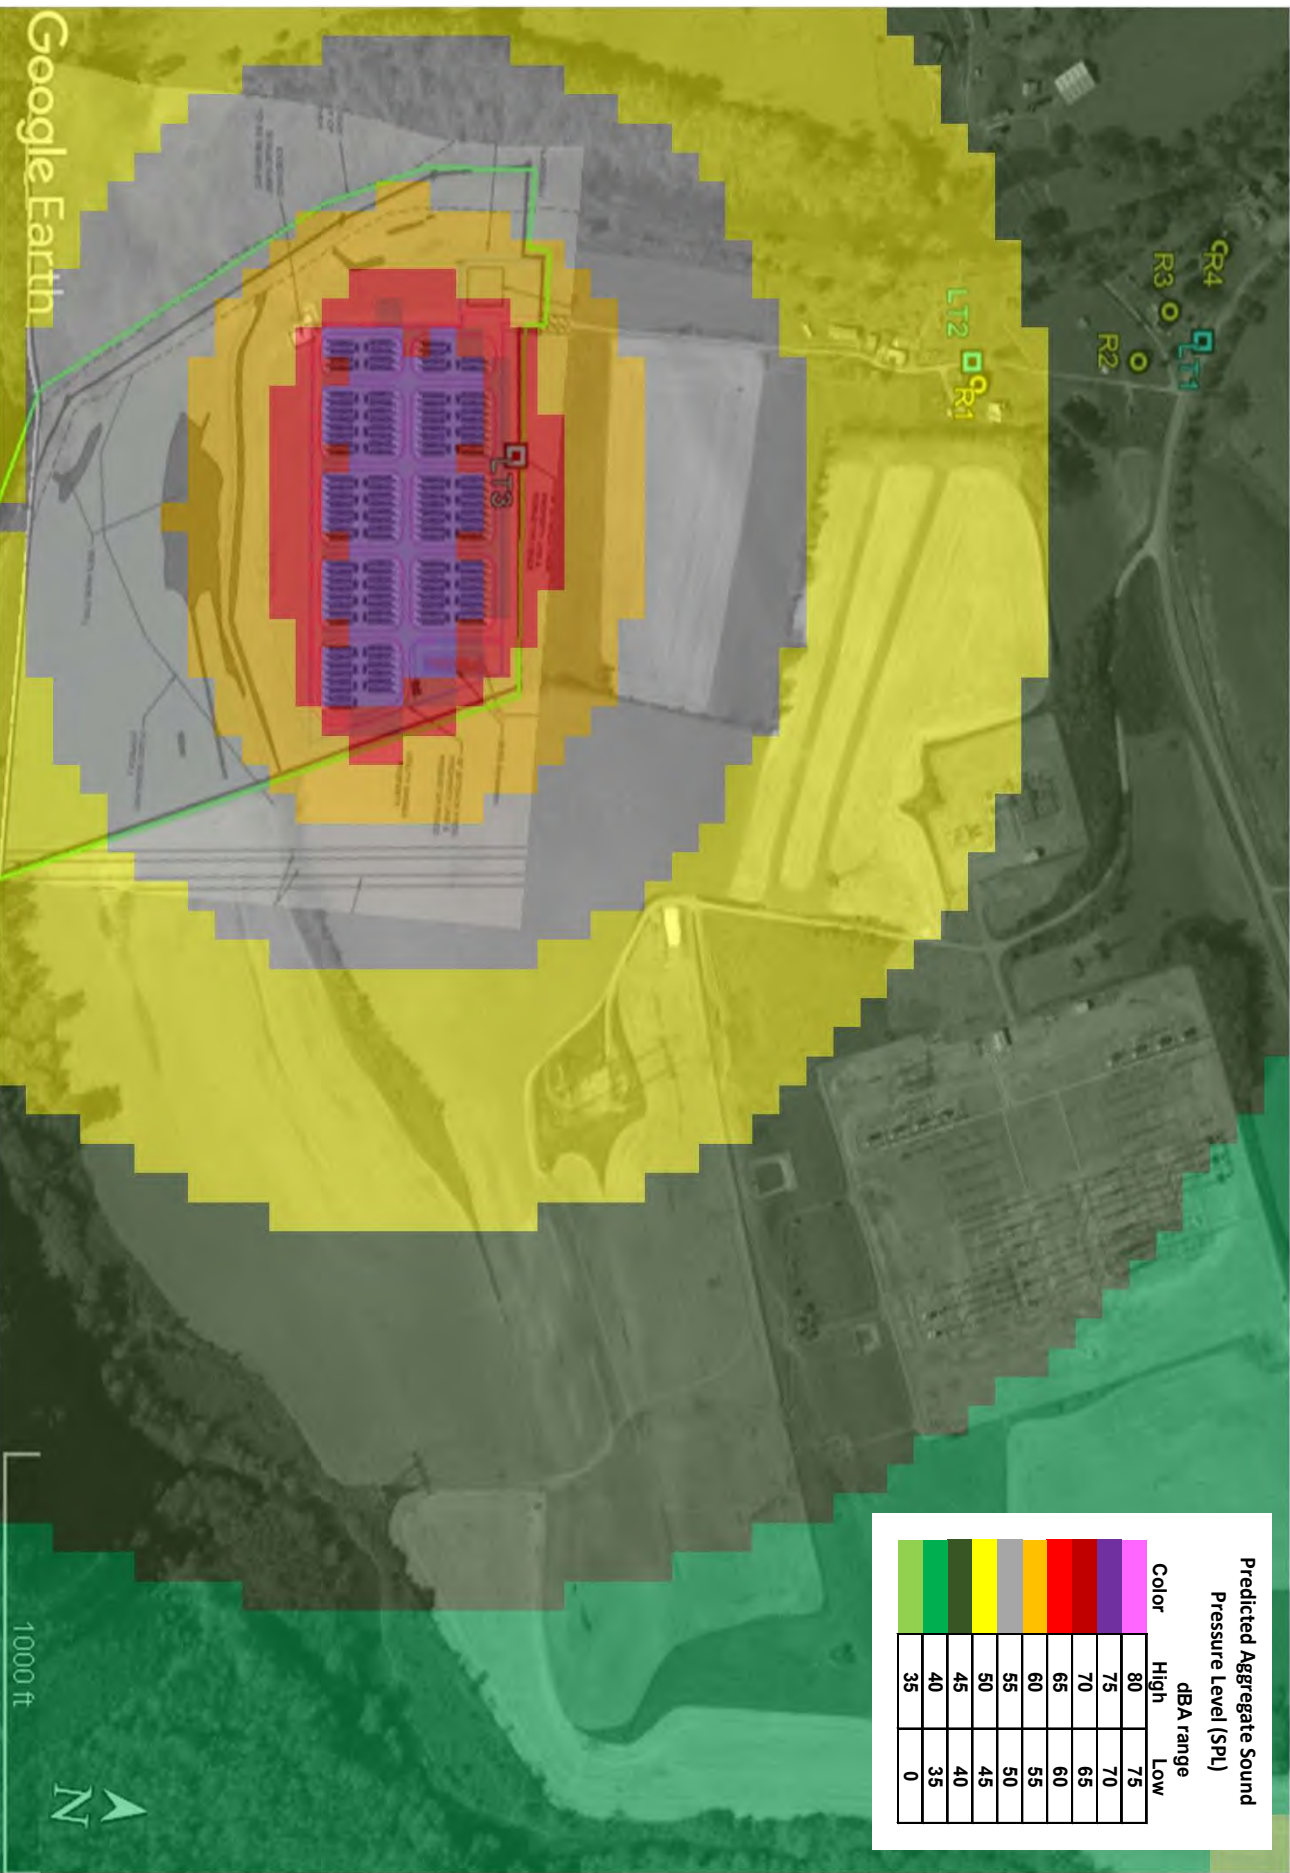 Predicted Aggregate Sound
Pressure Level (SPL)
dBA range
Color High Low
80 75
75 70
70 65
65 60
60 55
55 50
50 45
45 40
40 35
35 0
R4
R3
LT1
R2
LT2
R1
LT3
Google Earth
1000 ft
N